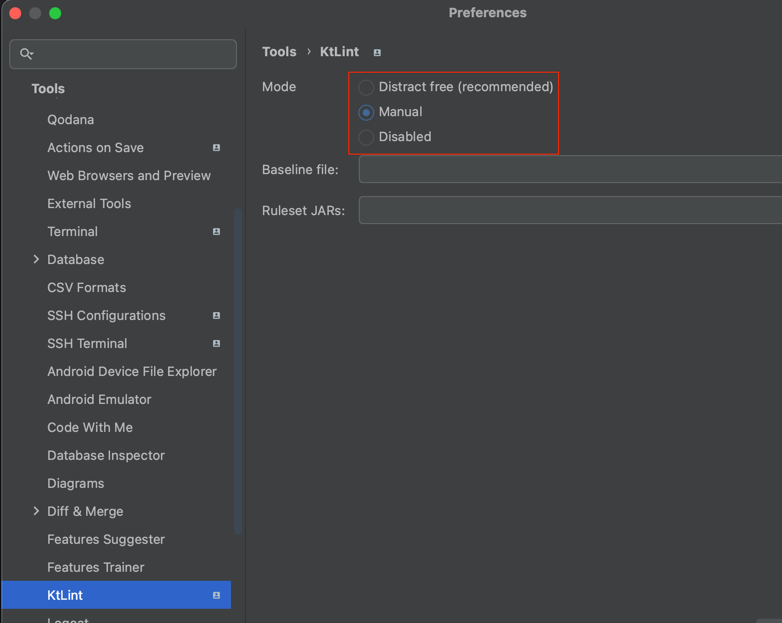 Preferences
Tools
Qodana
Actions on Save
Web Browsers and Preview
External Tools
Terminal
Database
CSV Formats
SSH Configurations
SSH Terminal
Android Device File Explorer
Android Emulator
Code With Me
Database Inspector
Diagrams
Diff & Merge
Features Suggester
Features Trainer
KtLint
Tools › KtLint
Mode
Distract free (recommended)
Manual
Disabled
Baseline file:
Ruleset JARs: